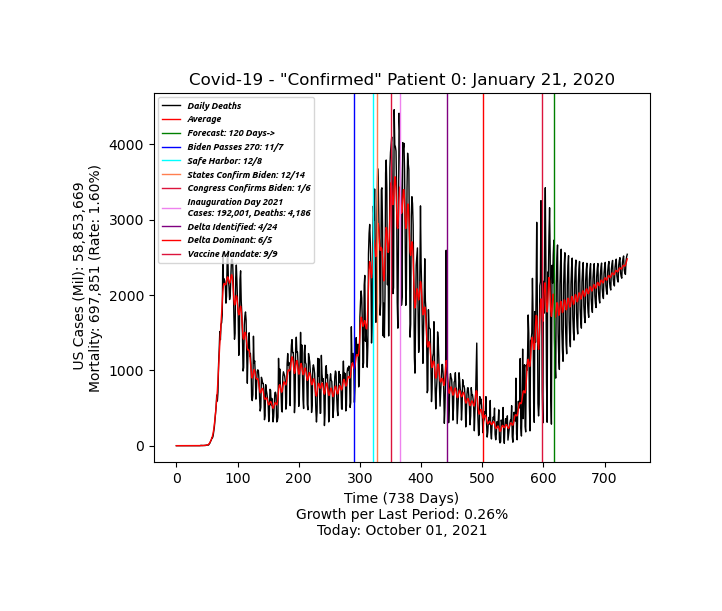 Covid-19 - "Confirmed" Patient 0: January 21, 2020
Daily Deaths
Average
Forecast: 120 Days->
Biden Passes 270: 11/7
Safe Harbor: 12/8
States Confirm Biden: 12/14
Congress Confirms Biden: 1/6
Inauguration Day 2021
Cases: 192,001, Deaths: 4,186
Delta Identified: 4/24
Delta Dominant: 6/5
Vaccine Mandate: 9/9
US Cases (Mil): 58,853,669
Mortality: 697,851 (Rate: 1.60%)
4000
3000
2000
1000
0
0 100 200 300 400 500 600 700
Time (738 Days)
Growth per Last Period: 0.26%
Today: October 01, 2021